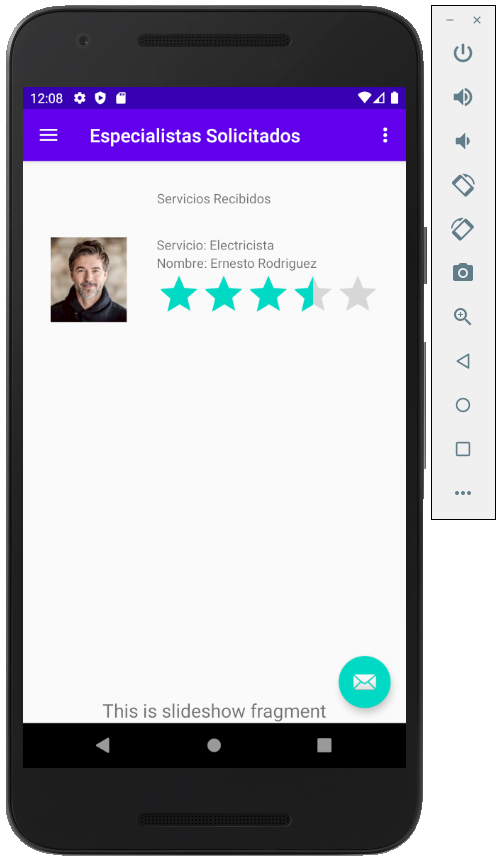 12:08
Especialistas Solicitados
Servicios Recibidos
Servicio: Electricista
Nombre: Ernesto Rodriguez
This is slideshow fragment